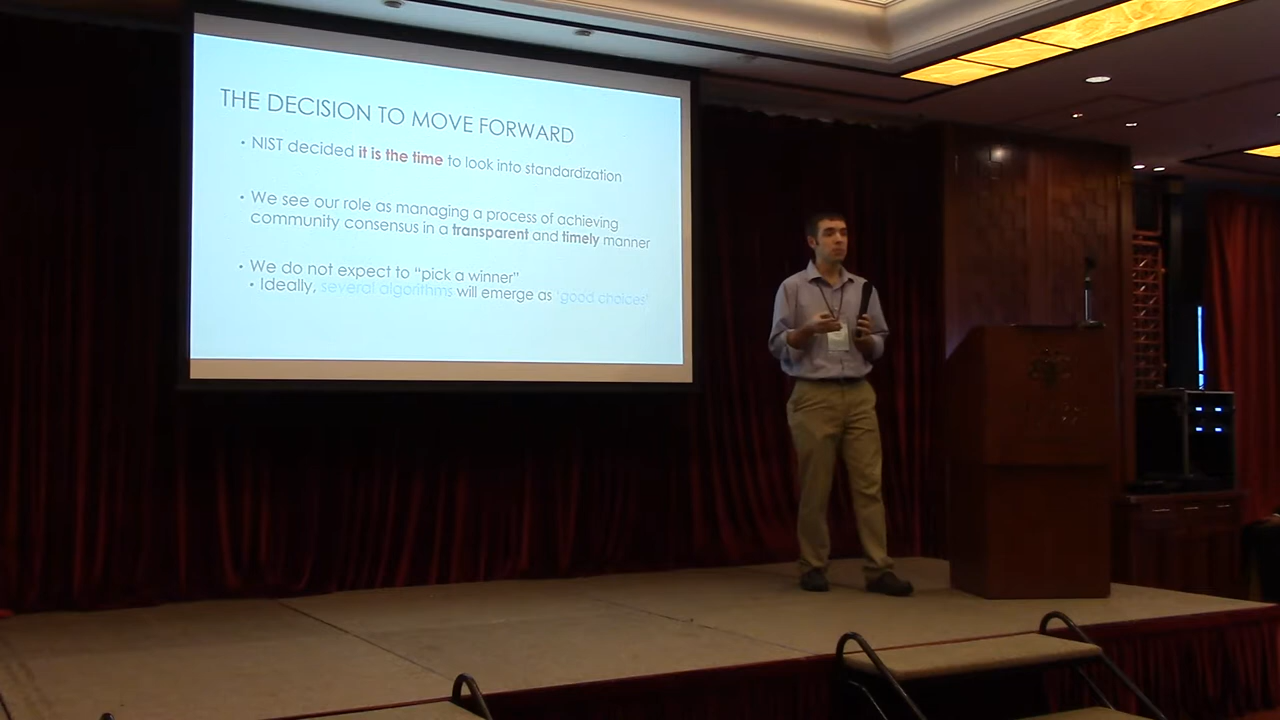 THE DECISION TO MOVE FORWARD
• NIST decided it is the time to look into standardization
• We see our role as managing a process of achieving
community consensus in a transparent and timely manner
• We do not expect to “pick a winner”
• Ideally, several algorithms will emerge as ‘good choices’